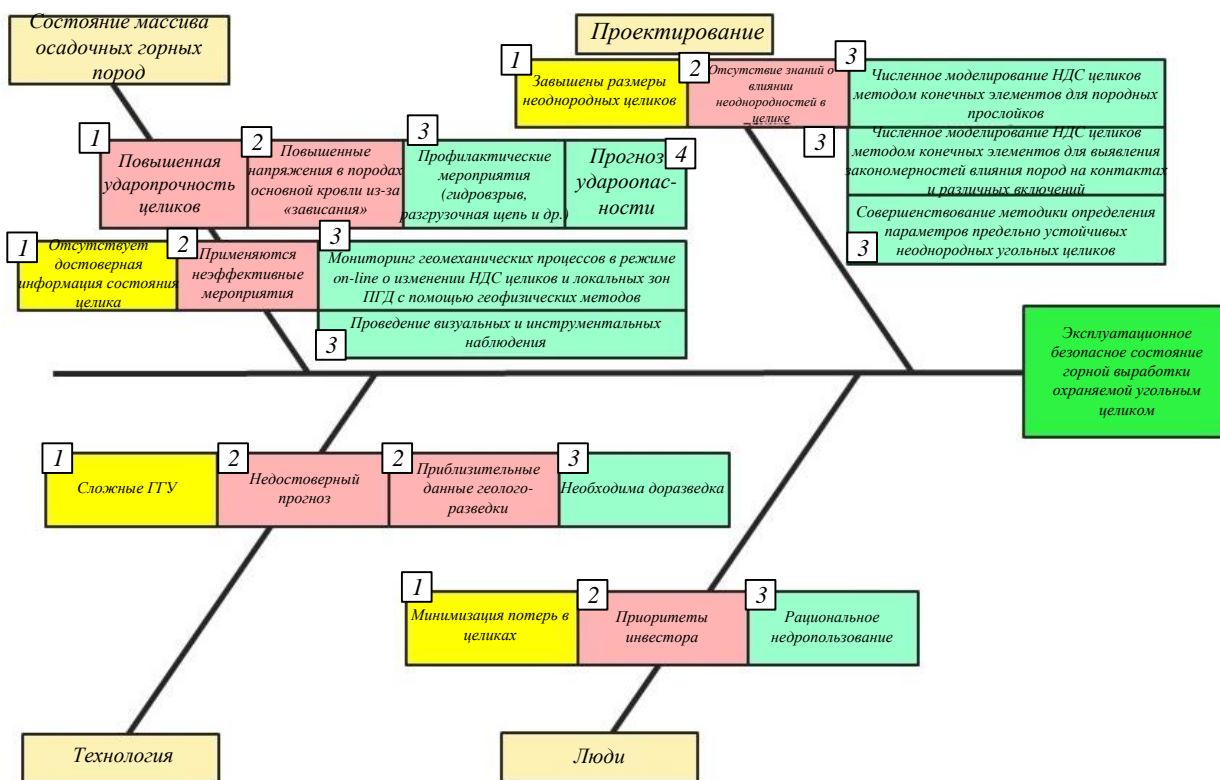 Состояние массива
осадочных горных
пород
Проектирование
1
Завышены размеры
неоднородных целиков
2
Отсутствие знаний о
влиянии
неоднородностей в
целике
3
Численное моделирование НДС целиков
методом конечных элементов для породных
прослойков
3
Численное моделирование НДС целиков
методом конечных элементов для выявления
закономерностей влияния пород на контактах
и различных включений
3
Совершенствование методики определения
параметров предельно устойчивых
неоднородных угольных целиков
1
Повышенная
ударопрочность
целиков
2
Повышенные
напряжения в породах
основной кровли из-за
«зависания»
3
Профилактические
мероприятия
(гидровзрыв,
разгрузочная щель и др.)
4
Прогноз
удароопас-
ности
1
Отсутствует
достоверная
информация состояния
целика
2
Применяются
неэффективные
мероприятия
3
Мониторинг геомеханических процессов в режиме
on-line о изменении НДС целиков и локальных зон
ПГД с помощью геофизических методов
3
Проведение визуальных и инструментальных
наблюдения
Эксплуатационное
безопасное состояние
горной выработки
охраняемой угольным
целиком
1
Сложные ГГУ
2
Недостоверный
прогноз
2
Приблизительные
данные геолого-
разведки
3
Необходима доразведка
1
Минимизация потерь в
целиках
2
Приоритеты
инвестора
3
Рациональное
недропользование
Технология
Люди